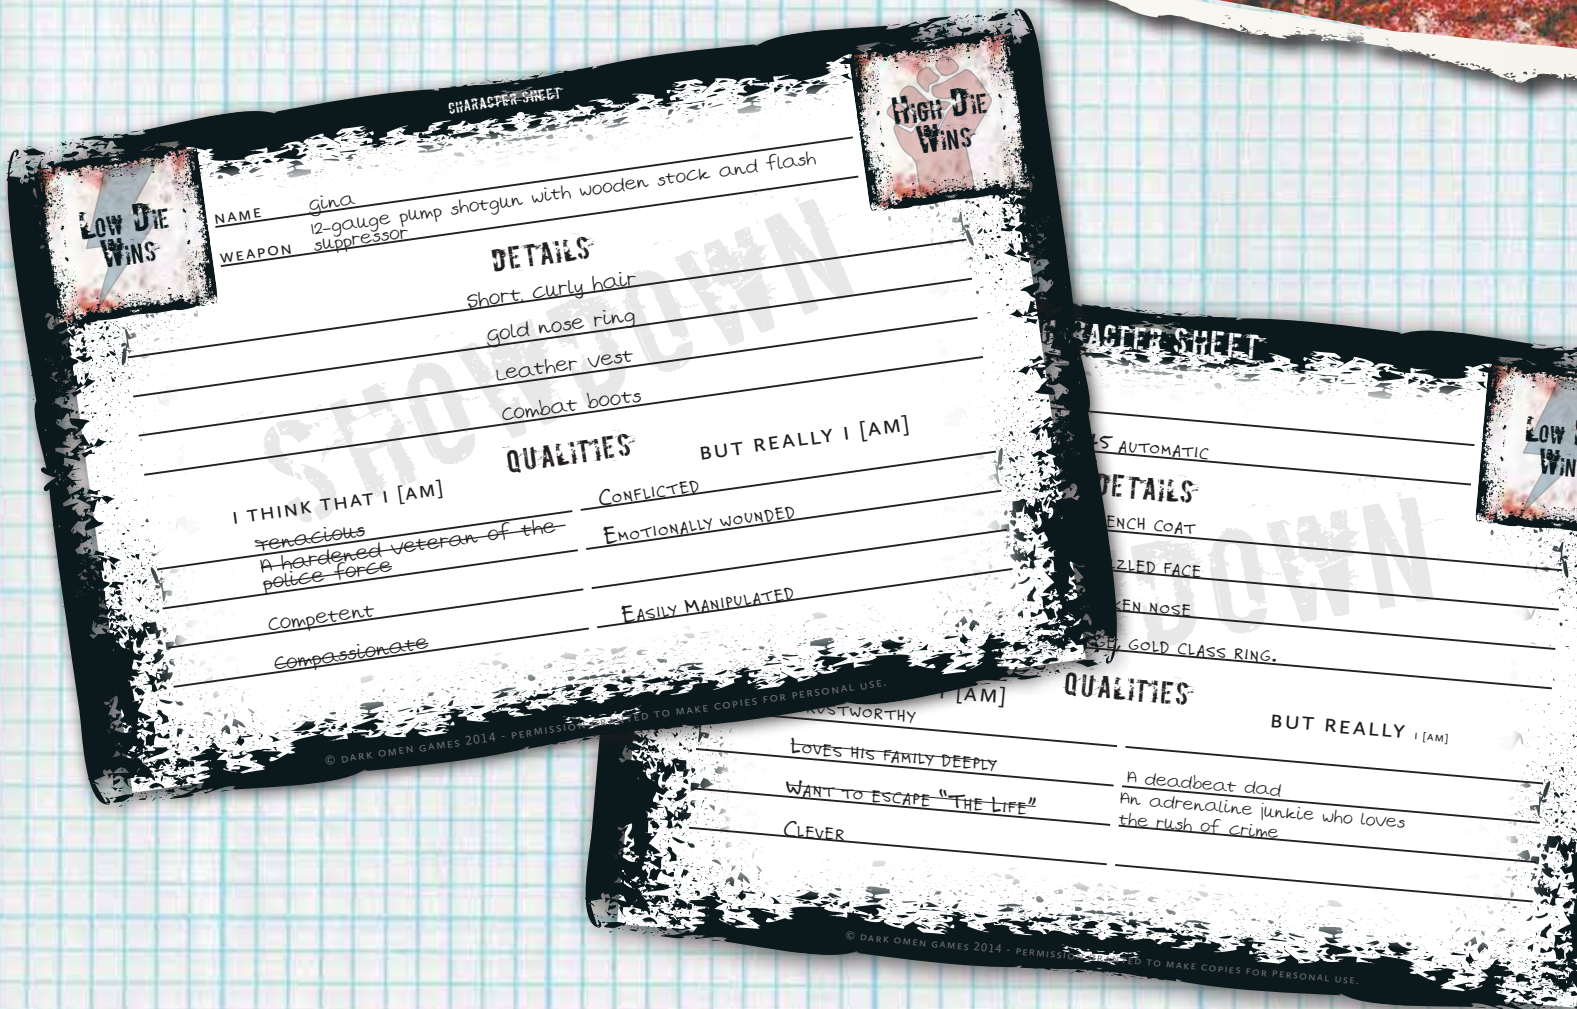 CHARACTER SHEET
LOW DIE
WINS
HIGH DIE
WINS
NAME gina
WEAPON 12-gauge pump shotgun with wooden stock and flash
suppressor
SHOWDOWN
DETAILS
Short, curly hair
Gold nose ring
Leather vest
Combat boots
QUALITIES
I THINK THAT I [AM]
BUT REALLY I [AM]
Tenacious
CONFLICTED
A hardened veteran of the
police force
EMOTIONALLY WOUNDED
Competent
Compassionate
EASILY MANIPULATED
© DARK OMEN GAMES 2014 - PERMISSION GRANTED TO MAKE COPIES FOR PERSONAL USE.
ACTER SHEET
LOW
WIN
45 AUTOMATIC
DETAILS
ENCH COAT
ZZLED FACE
KEN NOSE
GOLD CLASS RING.
DOWN
QUALITIES
[AM]
BUT REALLY I [AM]
RUSTWORTHY
LOVES HIS FAMILY DEEPLY
A deadbeat dad
WANT TO ESCAPE "THE LIFE"
An adrenaline junkie who loves
the rush of crime
CLEVER
© DARK OMEN GAMES 2014 - PERMISSION GRANTED TO MAKE COPIES FOR PERSONAL USE.